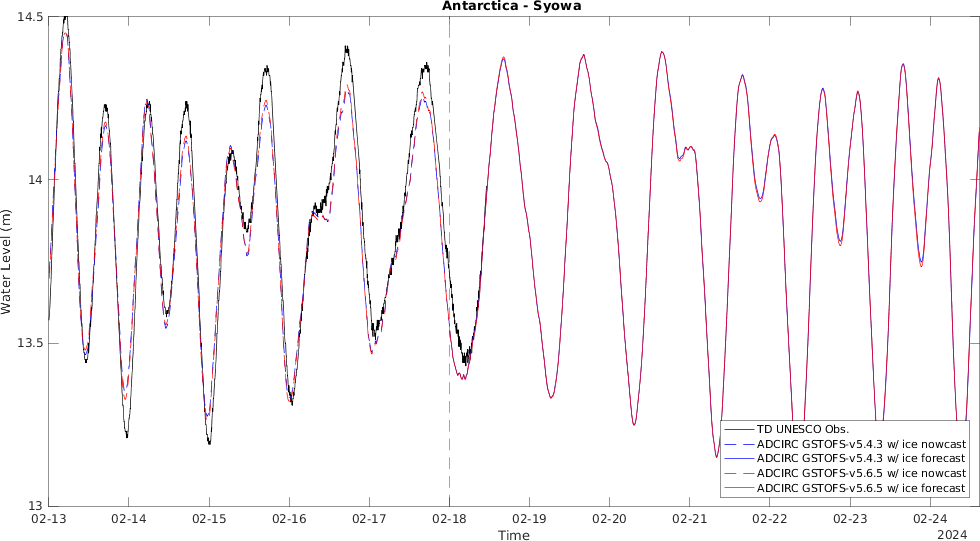 Antarctica - Syowa
14.5
14
13.5
13
Water Level (m)
02-13 02-14 02-15 02-16 02-17 02-18 02-19 02-20 02-21 02-22 02-23 02-24
Time
2024
TD UNESCO Obs.
ADCIRC GSTOFS-v5.4.3 w/ ice nowcast
ADCIRC GSTOFS-v5.4.3 w/ ice forecast
ADCIRC GSTOFS-v5.6.5 w/ ice nowcast
ADCIRC GSTOFS-v5.6.5 w/ ice forecast